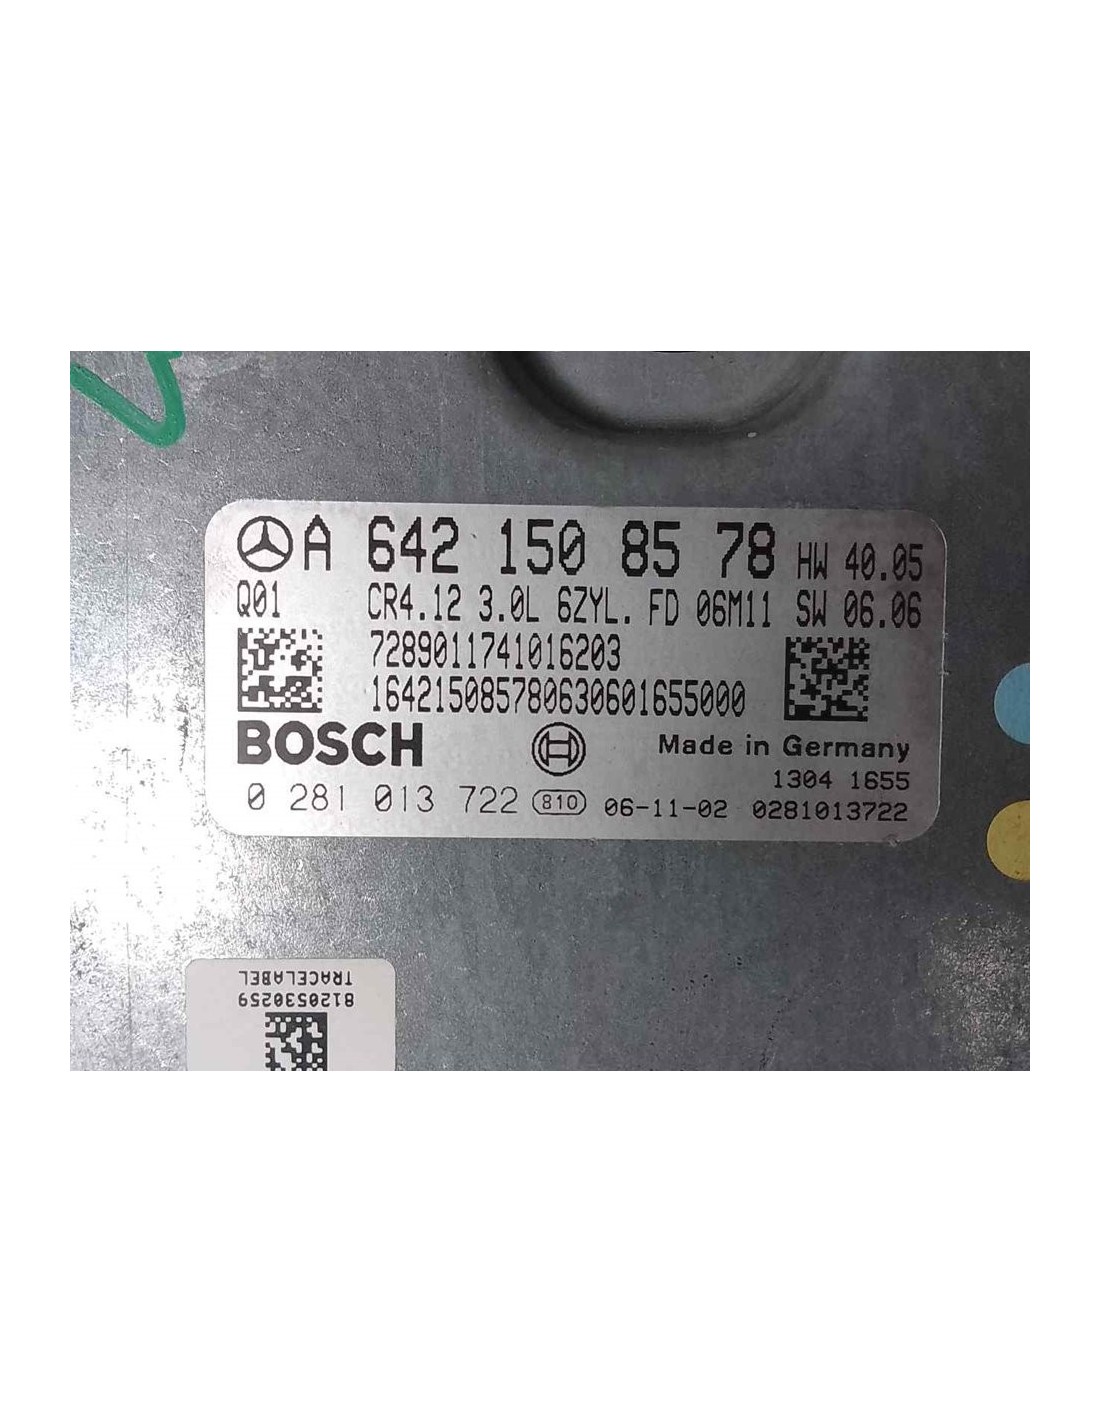 A 642 150 85 78 HW 40.05
Q01 CR4.12 3.0L 6ZYL. FD 06M11 SW 06.06
7289011741016203
164215085780630601655000
BOSCH Made in Germany
1304 1655
0 281 013 722 810 06-11-02 0281013722
TRACELABEL
8120530259